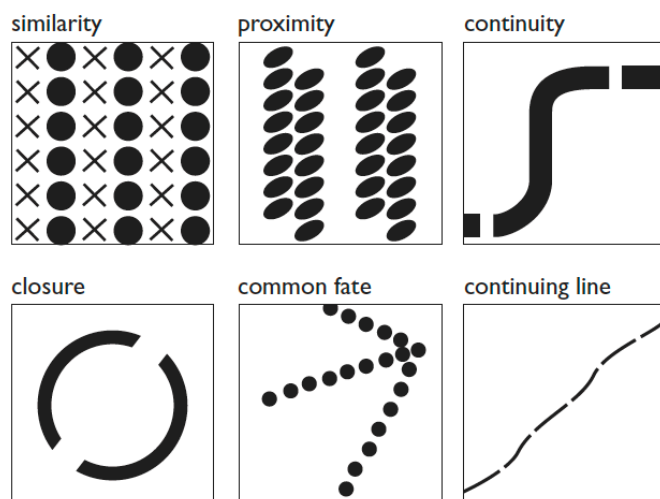 similarity
proximity
continuity
closure
common fate
continuing line